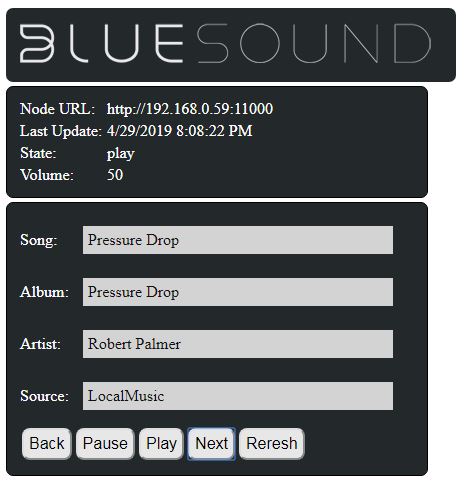 BLUESOUND
Node URL: http://192.168.0.59:11000
Last Update: 4/29/2019 8:08:22 PM
State: play
Volume: 50
Song: Pressure Drop
Album: Pressure Drop
Artist: Robert Palmer
Source: LocalMusic
Back Pause Play Next Reresh